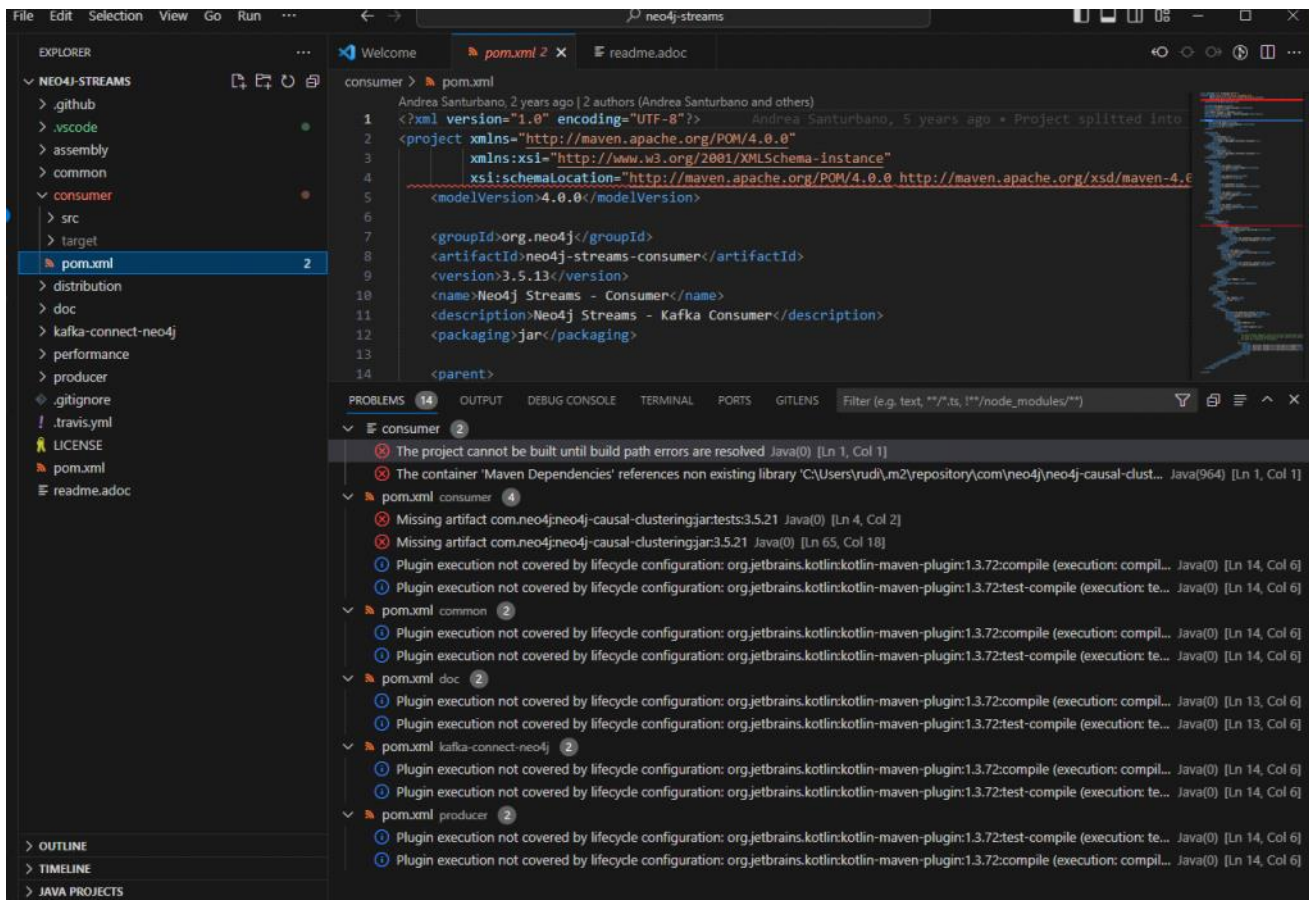 File Edit Selection View Go Run ··· neo4j-streams
EXPLORER ···
NEO4J-STREAMS
.github
.vscode
assembly
common
consumer
src
target
pom.xml 2
distribution
doc
kafka-connect-neo4j
performance
producer
.gitignore
.travis.yml
LICENSE
pom.xml
readme.adoc
OUTLINE
TIMELINE
JAVA PROJECTS
Welcome pom.xml 2 readme.adoc
consumer > pom.xml
Andrea Santurbano, 2 years ago | 2 authors (Andrea Santurbano and others)
1 <?xml version="1.0" encoding="UTF-8"?> Andrea Santurbano, 5 years ago • Project splitted into
2 <project xmlns="http://maven.apache.org/POM/4.0.0"
3 xmlns:xsi="http://www.w3.org/2001/XMLSchema-instance"
4 xsi:schemaLocation="http://maven.apache.org/POM/4.0.0 http://maven.apache.org/xsd/maven-4.0
5 <modelVersion>4.0.0</modelVersion>
6
7 <groupId>org.neo4j</groupId>
8 <artifactId>neo4j-streams-consumer</artifactId>
9 <version>3.5.13</version>
10 <name>Neo4j Streams - Consumer</name>
11 <description>Neo4j Streams - Kafka Consumer</description>
12 <packaging>jar</packaging>
13
14 <parent>
PROBLEMS 14 OUTPUT DEBUG CONSOLE TERMINAL PORTS GITLENS Filter (e.g. text, **/*.ts, !**/node_modules/**)
consumer 2
The project cannot be built until build path errors are resolved Java(0) [Ln 1, Col 1]
The container 'Maven Dependencies' references non existing library 'C:\Users\rudi\.m2\repository\com\neo4j\neo4j-causal-clust... Java(964) [Ln 1, Col 1]
pom.xml consumer 4
Missing artifact com.neo4j:neo4j-causal-clustering:jar:tests:3.5.21 Java(0) [Ln 4, Col 2]
Missing artifact com.neo4j:neo4j-causal-clustering:jar:3.5.21 Java(0) [Ln 65, Col 18]
Plugin execution not covered by lifecycle configuration: org.jetbrains.kotlin:kotlin-maven-plugin:1.3.72:compile (execution: compil... Java(0) [Ln 14, Col 6]
Plugin execution not covered by lifecycle configuration: org.jetbrains.kotlin:kotlin-maven-plugin:1.3.72:test-compile (execution: te... Java(0) [Ln 14, Col 6]
pom.xml common 2
Plugin execution not covered by lifecycle configuration: org.jetbrains.kotlin:kotlin-maven-plugin:1.3.72:compile (execution: compil... Java(0) [Ln 14, Col 6]
Plugin execution not covered by lifecycle configuration: org.jetbrains.kotlin:kotlin-maven-plugin:1.3.72:test-compile (execution: te... Java(0) [Ln 14, Col 6]
pom.xml doc 2
Plugin execution not covered by lifecycle configuration: org.jetbrains.kotlin:kotlin-maven-plugin:1.3.72:compile (execution: compil... Java(0) [Ln 13, Col 6]
Plugin execution not covered by lifecycle configuration: org.jetbrains.kotlin:kotlin-maven-plugin:1.3.72:test-compile (execution: te... Java(0) [Ln 13, Col 6]
pom.xml kafka-connect-neo4j 2
Plugin execution not covered by lifecycle configuration: org.jetbrains.kotlin:kotlin-maven-plugin:1.3.72:compile (execution: compil... Java(0) [Ln 14, Col 6]
Plugin execution not covered by lifecycle configuration: org.jetbrains.kotlin:kotlin-maven-plugin:1.3.72:test-compile (execution: te... Java(0) [Ln 14, Col 6]
pom.xml producer 2
Plugin execution not covered by lifecycle configuration: org.jetbrains.kotlin:kotlin-maven-plugin:1.3.72:test-compile (execution: te... Java(0) [Ln 14, Col 6]
Plugin execution not covered by lifecycle configuration: org.jetbrains.kotlin:kotlin-maven-plugin:1.3.72:compile (execution: compil... Java(0) [Ln 14, Col 6]